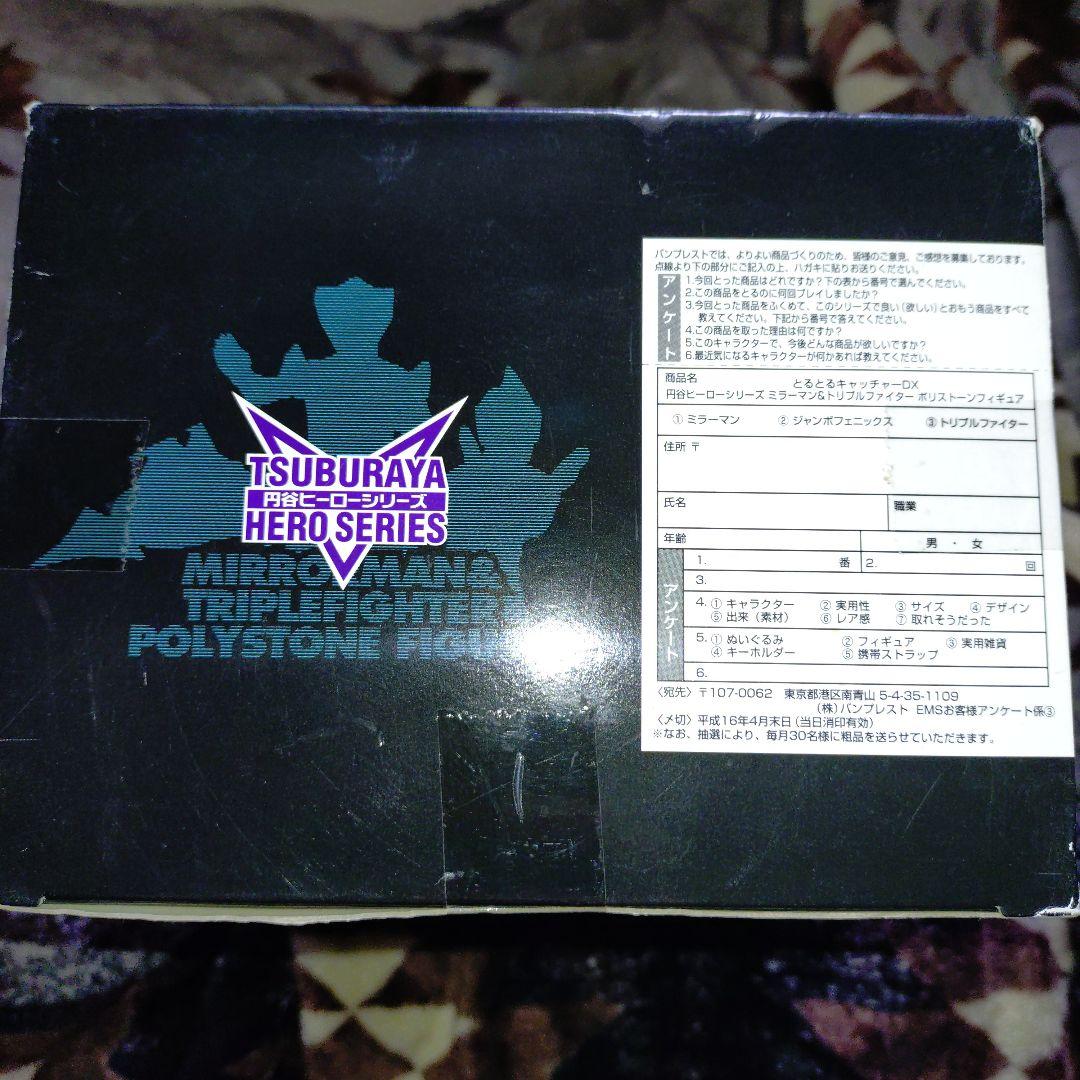 TSUBURAYA
円谷ヒーローシリーズ
HERO SERIES
MIRRORMAN&
TRIPLEFIGHTER
POLYSTONE FIGU
バンプレストでは、よりよい商品づくりのため、皆様のご意見、ご感想を募集しております。
点線より下の部分にご記入の上、ハガキに貼りお送りください。
アンケート
1.今回とった商品はどれですか?下の表から番号で選んでください。
2.この商品をとるのに何回プレイしましたか?
3.今回とった商品をふくめて、このシリーズで良い(欲しい)とおもう商品をすべて
教えてください。下記から番号で答えてください。
4.この商品を取った理由は何ですか?
5.このキャラクターで、今後どんな商品が欲しいですか?
6.最近気になるキャラクターが何かあれば教えてください。
商品名 とるとるキャッチャーDX
円谷ヒーローシリーズ ミラーマン&トリプルファイター ポリストーンフィギュア
①ミラーマン ②ジャンボフェニックス ③トリプルファイター
住所 〒
氏名 職業
年齢 男・女
アンケート
1. 番 2. 回
3.
4.①キャラクター ②実用性 ③サイズ ④デザイン
⑤出来(素材) ⑥レア感 ⑦取れそうだった
5.①ぬいぐるみ ②フィギュア ③実用雑貨
④キーホルダー ⑤携帯ストラップ
6.
〈宛先〉〒107-0062 東京都港区南青山 5-4-35-1109
(株)バンプレスト EMSお客様アンケート係③
〈〆切〉平成16年4月末日(当日消印有効)
※なお、抽選により、毎月30名様に粗品を送らせていただきます。